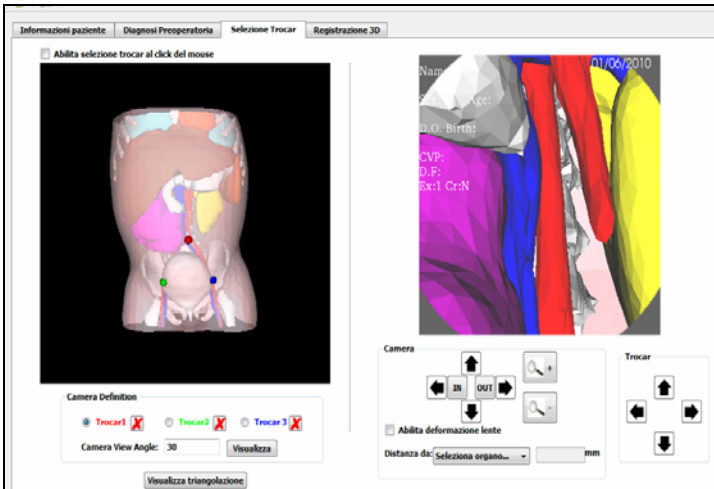 Informazioni paziente Diagnosi Preoperatoria Selezione Trocar Registrazione 3D
Abilita selezione trocar al click del mouse
01/06/2010
Name
Age:
D.O. Birth:
CVP:
D.F:
Ex:1 Cr:N
Camera
IN OUT
+
-
Abilita deformazione lente
Distanza da: Seleziona organo... mm
Trocar
Camera Definition
Trocar1 X Trocar2 X Trocar 3 X
Camera View Angle: 30 Visualizza
Visualizza triangolazione